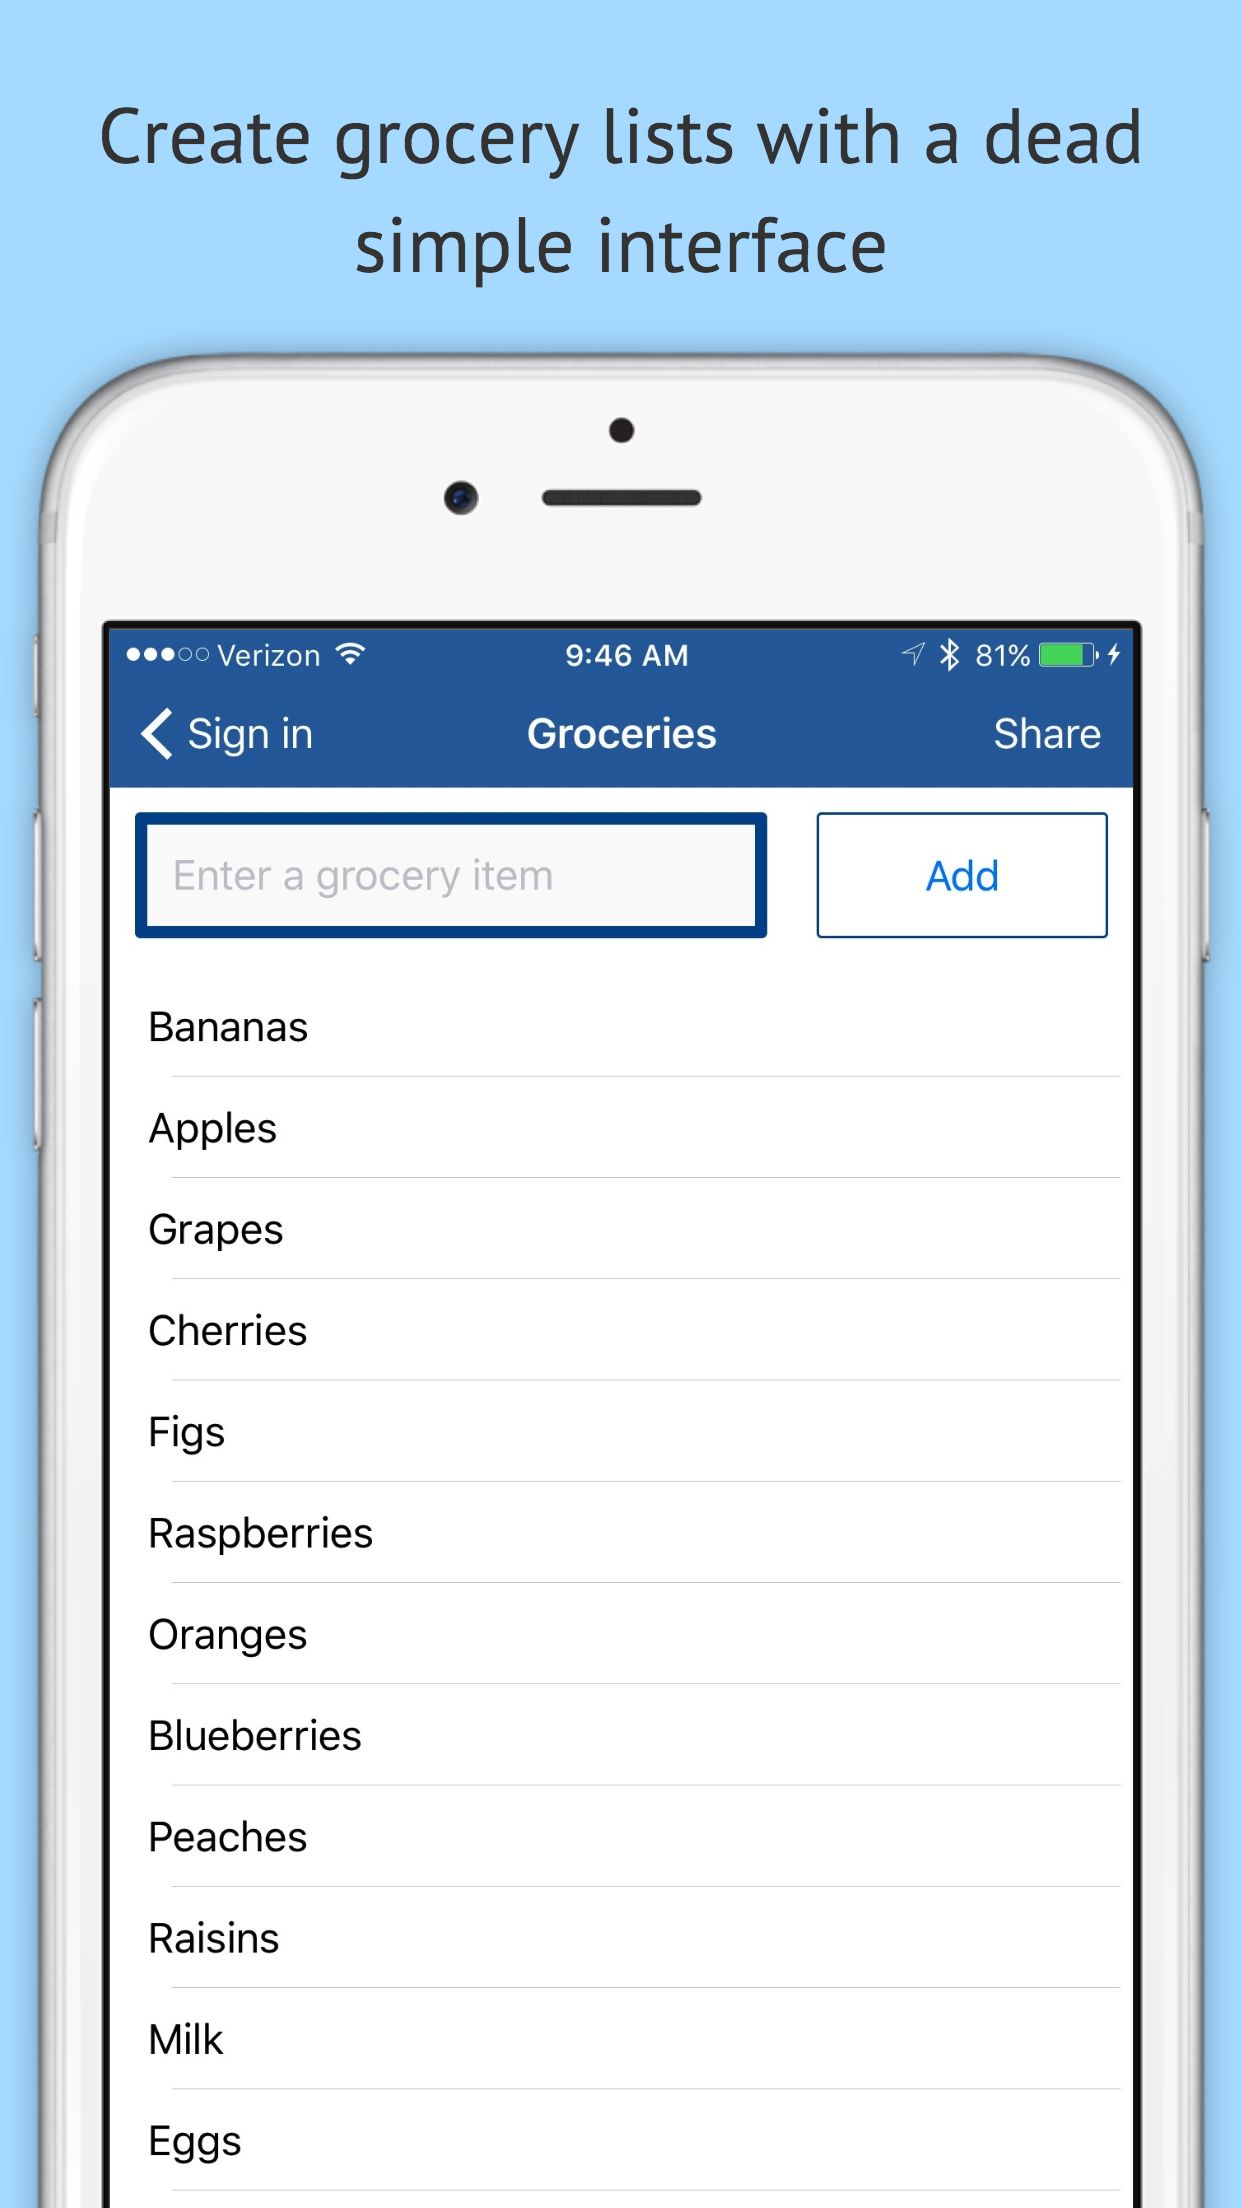 Create grocery lists with a dead
simple interface
Verizon 9:46 AM 81%
Sign in Groceries Share
Enter a grocery item Add
Bananas
Apples
Grapes
Cherries
Figs
Raspberries
Oranges
Blueberries
Peaches
Raisins
Milk
Eggs